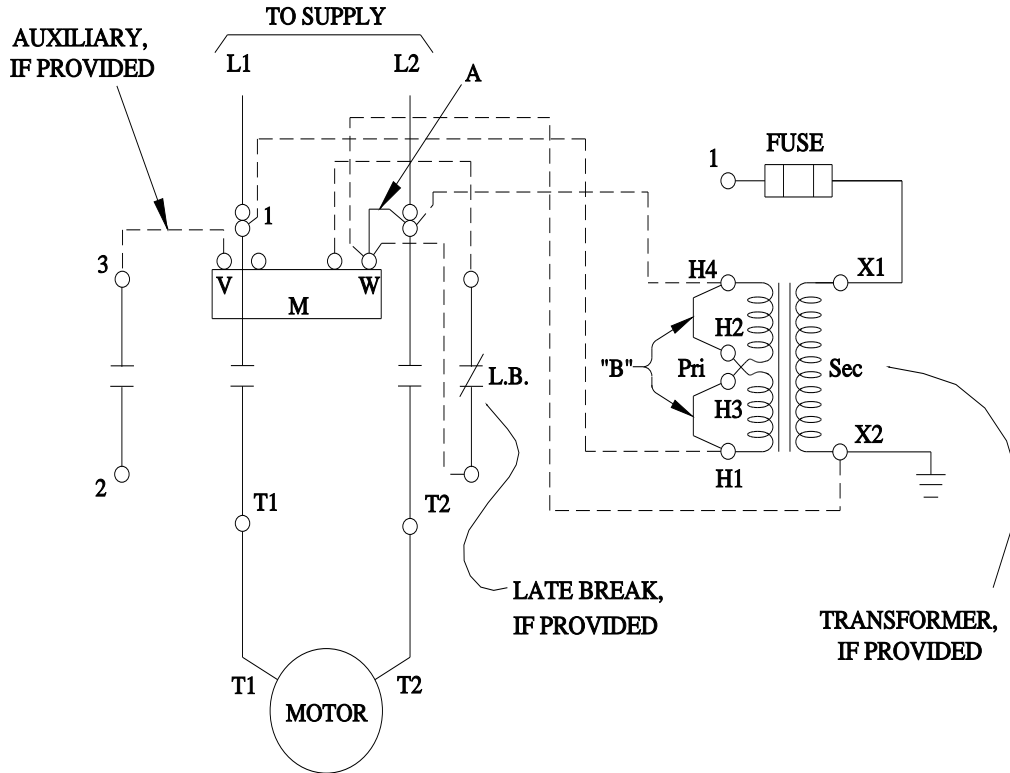 TO SUPPLY
AUXILIARY,
IF PROVIDED
L1
L2
A
1
FUSE
1
3
V
W
M
H4
X1
H2
"B"
Pri
Sec
L.B.
H3
X2
H1
2
T1
T2
LATE BREAK,
IF PROVIDED
TRANSFORMER,
IF PROVIDED
T1
T2
MOTOR